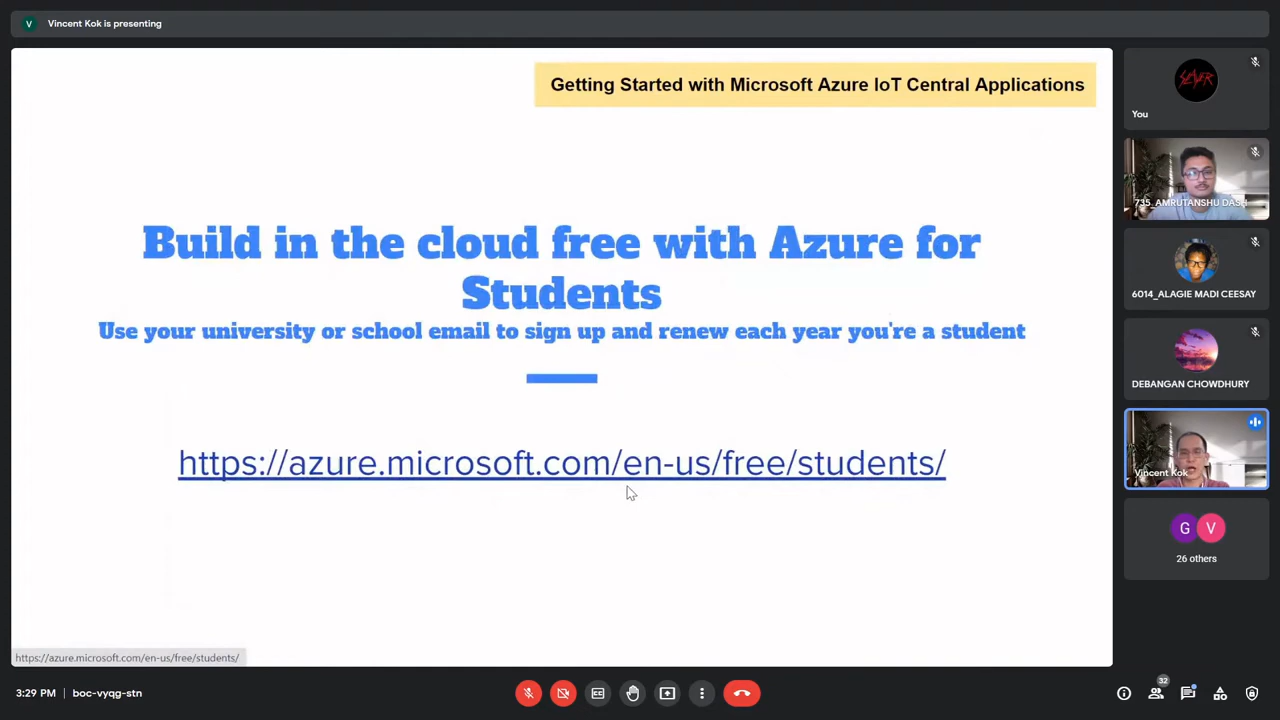 V
Vincent Kok is presenting
Getting Started with Microsoft Azure IoT Central Applications
Build in the cloud free with Azure for
Students
Use your university or school email to sign up and renew each year you're a student
https://azure.microsoft.com/en-us/free/students/
https://azure.microsoft.com/en-us/free/students/
SLAYER
You
735_AMRUTANSHU DASH
6014_ALAGIE MADI CEESAY
DEBANGAN CHOWDHURY
Vincent Kok
G V
26 others
3:29 PM | boc-vyqg-stn
CC
32